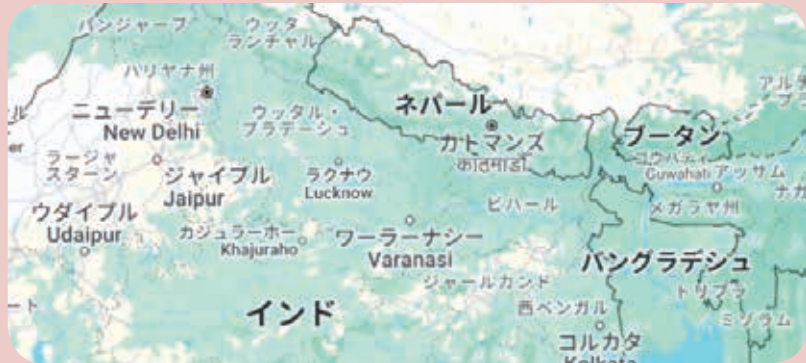 パンジャーブ
ウッタ
ランチャル
ハリヤナ州
ニューデリー
New Delhi
ウッタル・
プラデーシュ
ネパール
カトマンズ
काठमाडौं
ブータン
ゴウハティ
Guwahati
アッサム
メガラヤ州
ラージャ
スターン
ジャイプル
Jaipur
ラクナウ
Lucknow
ビハール
ウダイプル
Udaipur
カジュラーホー
Khajuraho
ワーラーナシー
Varanasi
バングラデシュ
ジャールカンド
トリプラ
インド
西ベンガル
ミゾラム
コルカタ
Kolkata